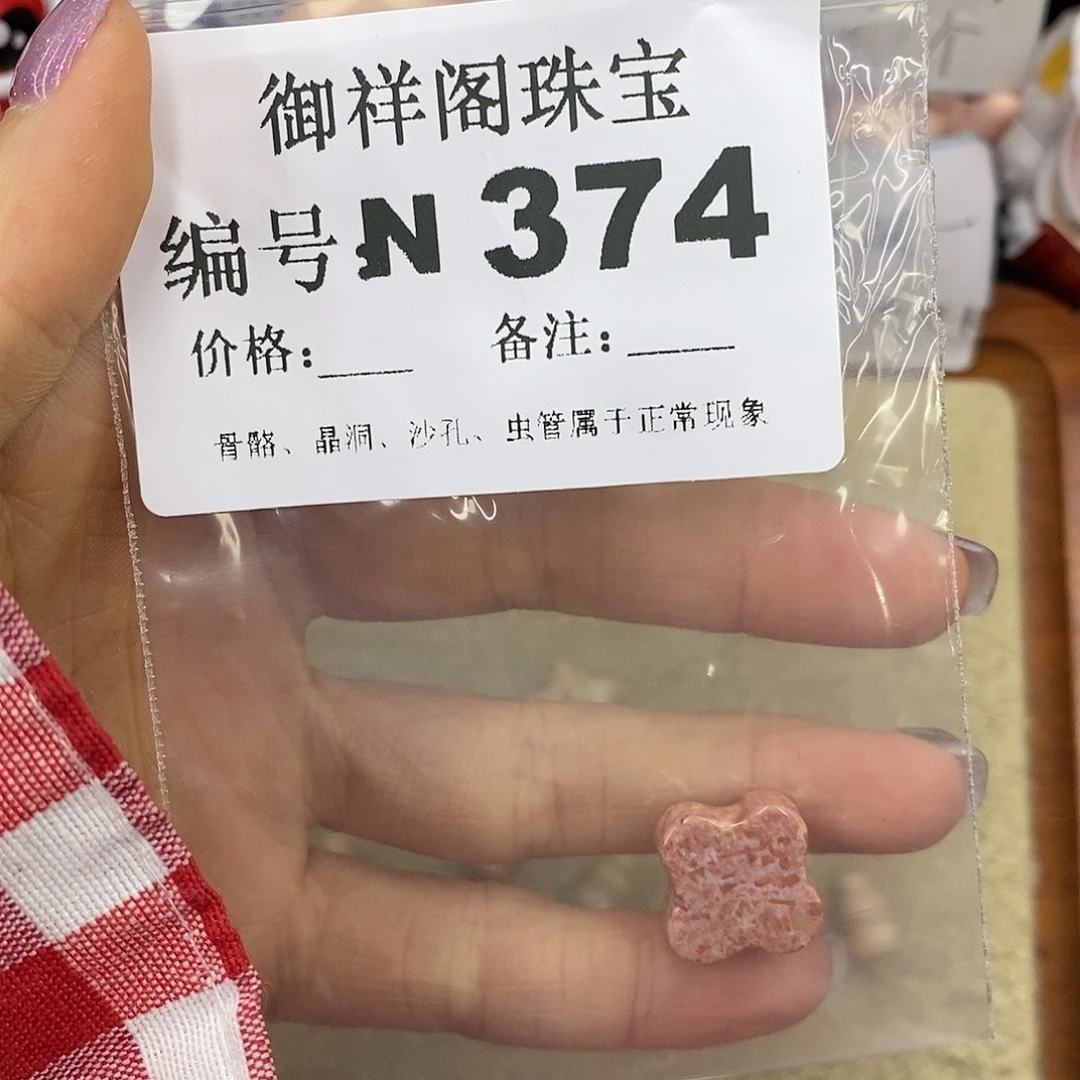 御祥阁珠宝
编号:N 374
价格:____ 备注:____
骨骼、晶洞、沙孔、虫管属于正常现象